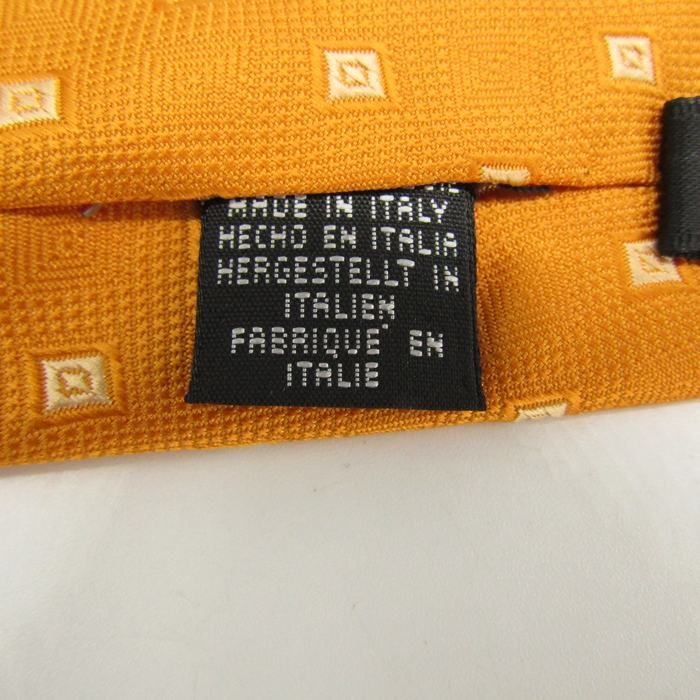 MADE IN ITALY
HECHO EN ITALIA
HERGESTELLT IN
ITALIEN
FABRIQUE' EN
ITALIE